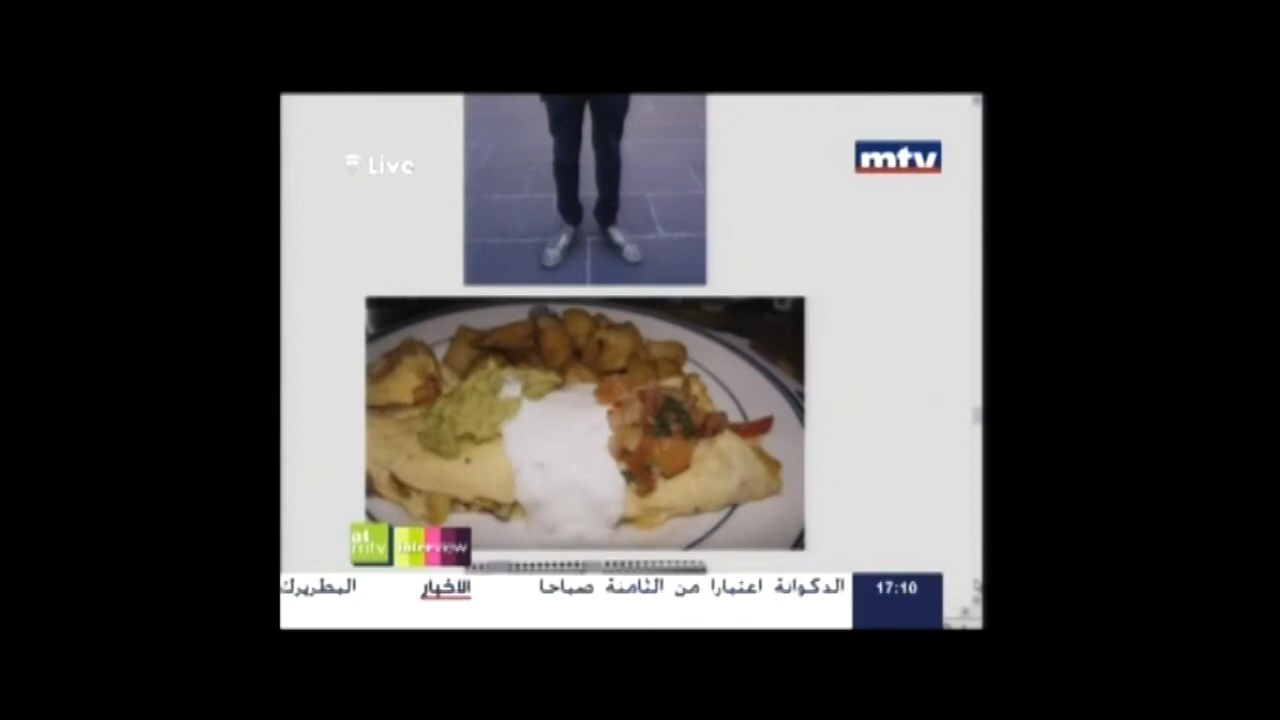 Live
mtv
at
mtv
interview
الدكوانة اعتبارا من الثامنة صباحا
الأخبار
البطريرك
17:10